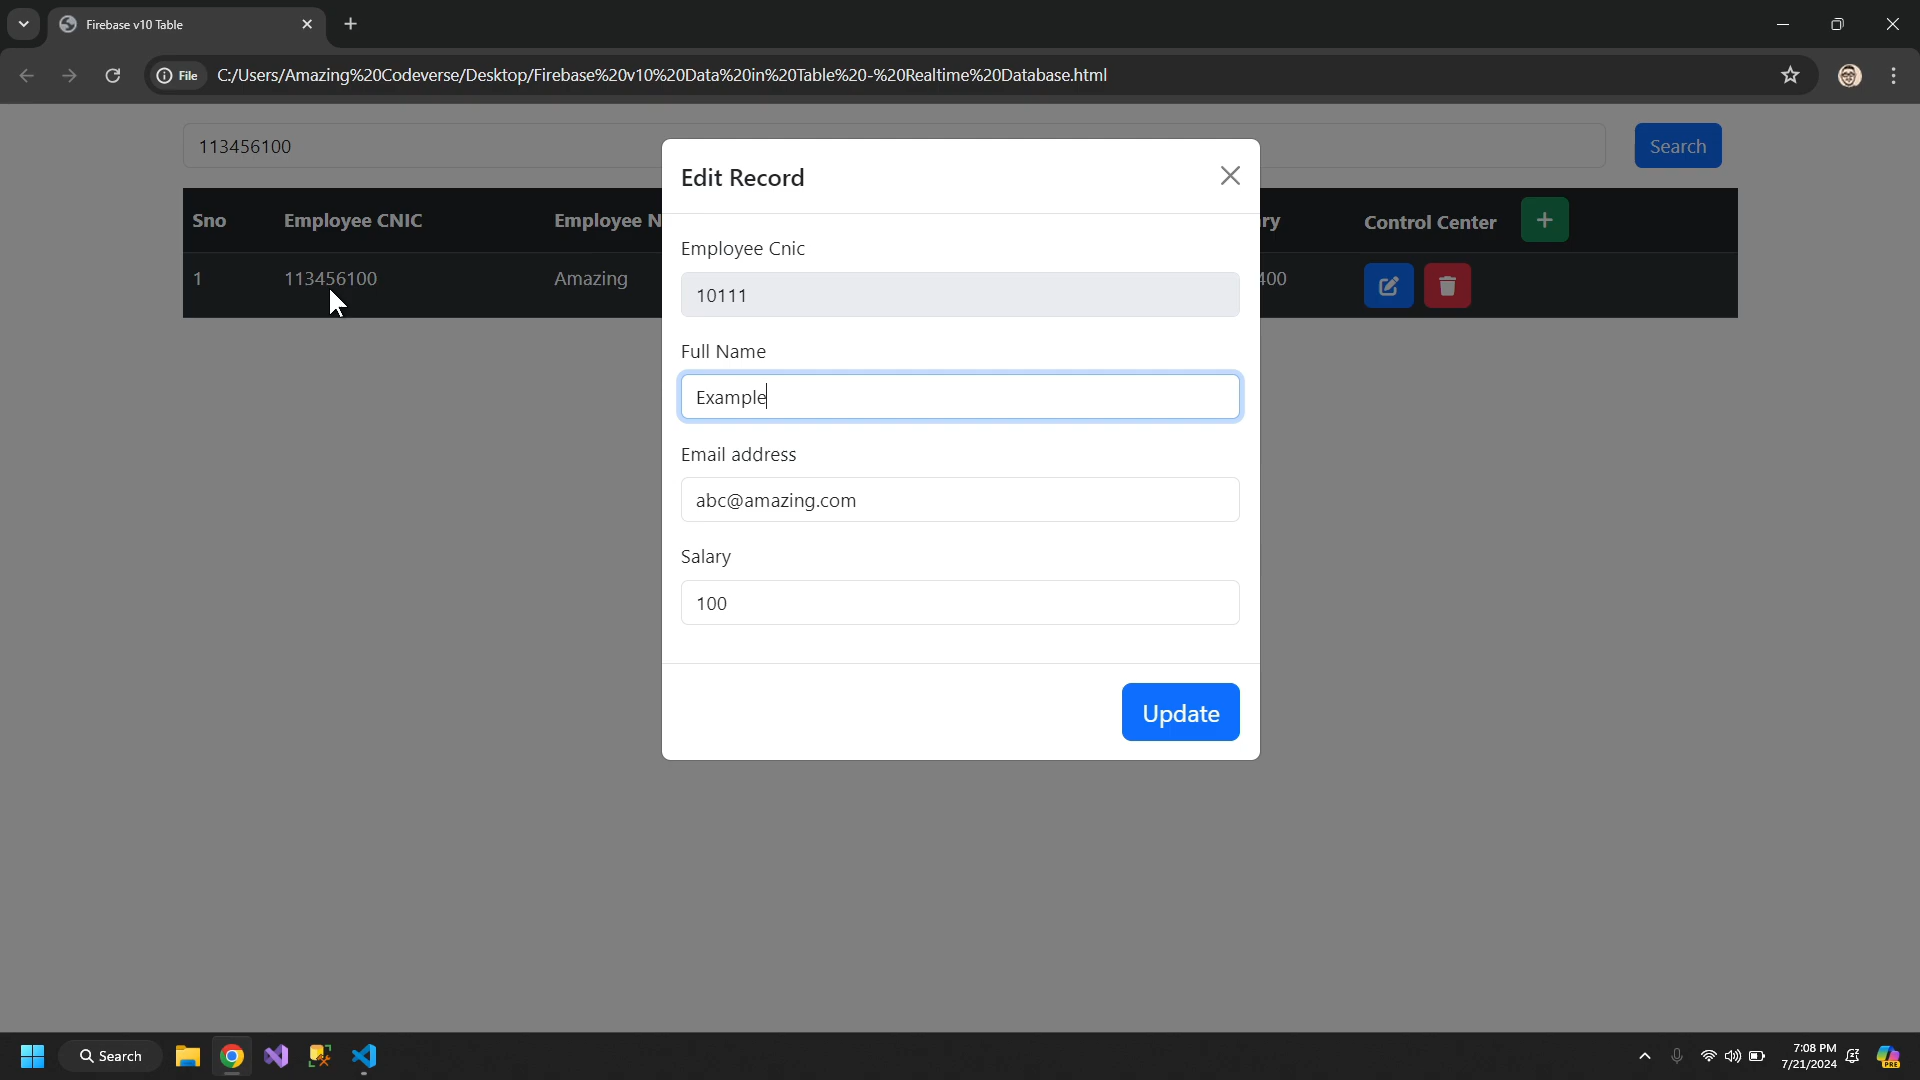 Firebase v10 Table
File
C:/Users/Amazing%20Codeverse/Desktop/Firebase%20v10%20Data%20in%20Table%20-%20Realtime%20Database.html
113456100
Search
Sno
Employee CNIC
Employee N
ry
Control Center
+
1
113456100
Amazing
400
Edit Record
Employee Cnic
10111
Full Name
Example
Email address
abc@amazing.com
Salary
100
Update
Search
7:08 PM
7/21/2024
PRE